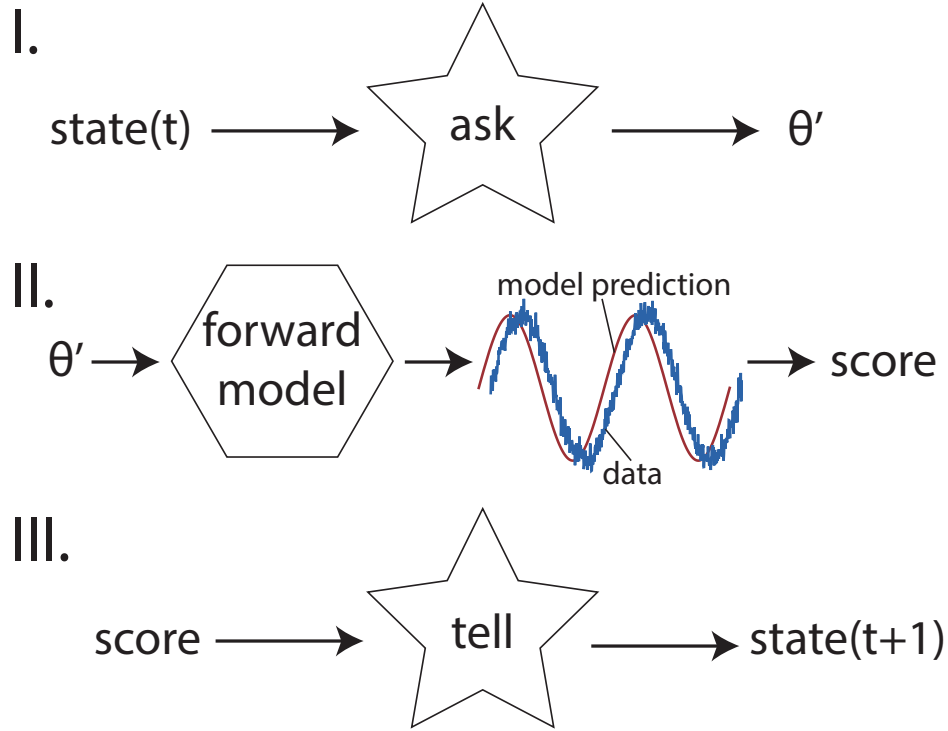 I.
state(t)
ask
θ′
II.
θ′
forward
model
model prediction
data
score
III.
score
tell
state(t+1)